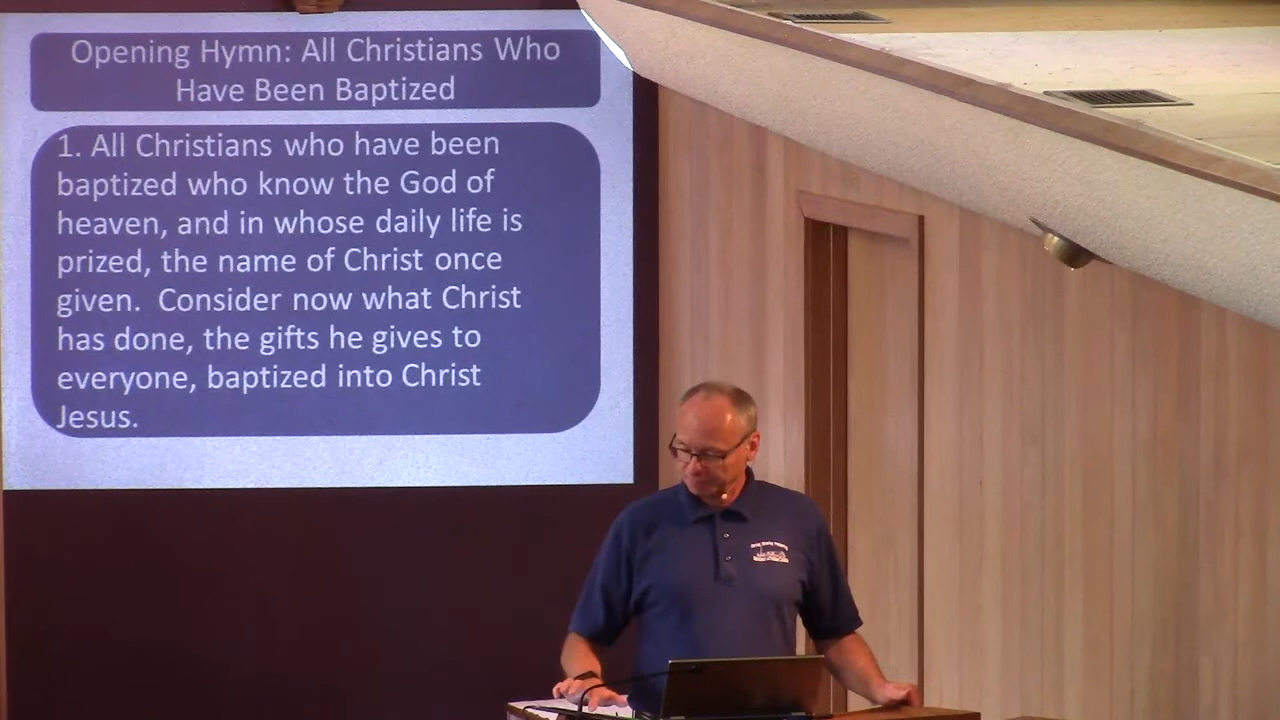 Opening Hymn: All Christians Who
Have Been Baptized
1. All Christians who have been
baptized who know the God of
heaven, and in whose daily life is
prized, the name of Christ once
given.  Consider now what Christ
has done, the gifts he gives to
everyone, baptized into Christ
Jesus.